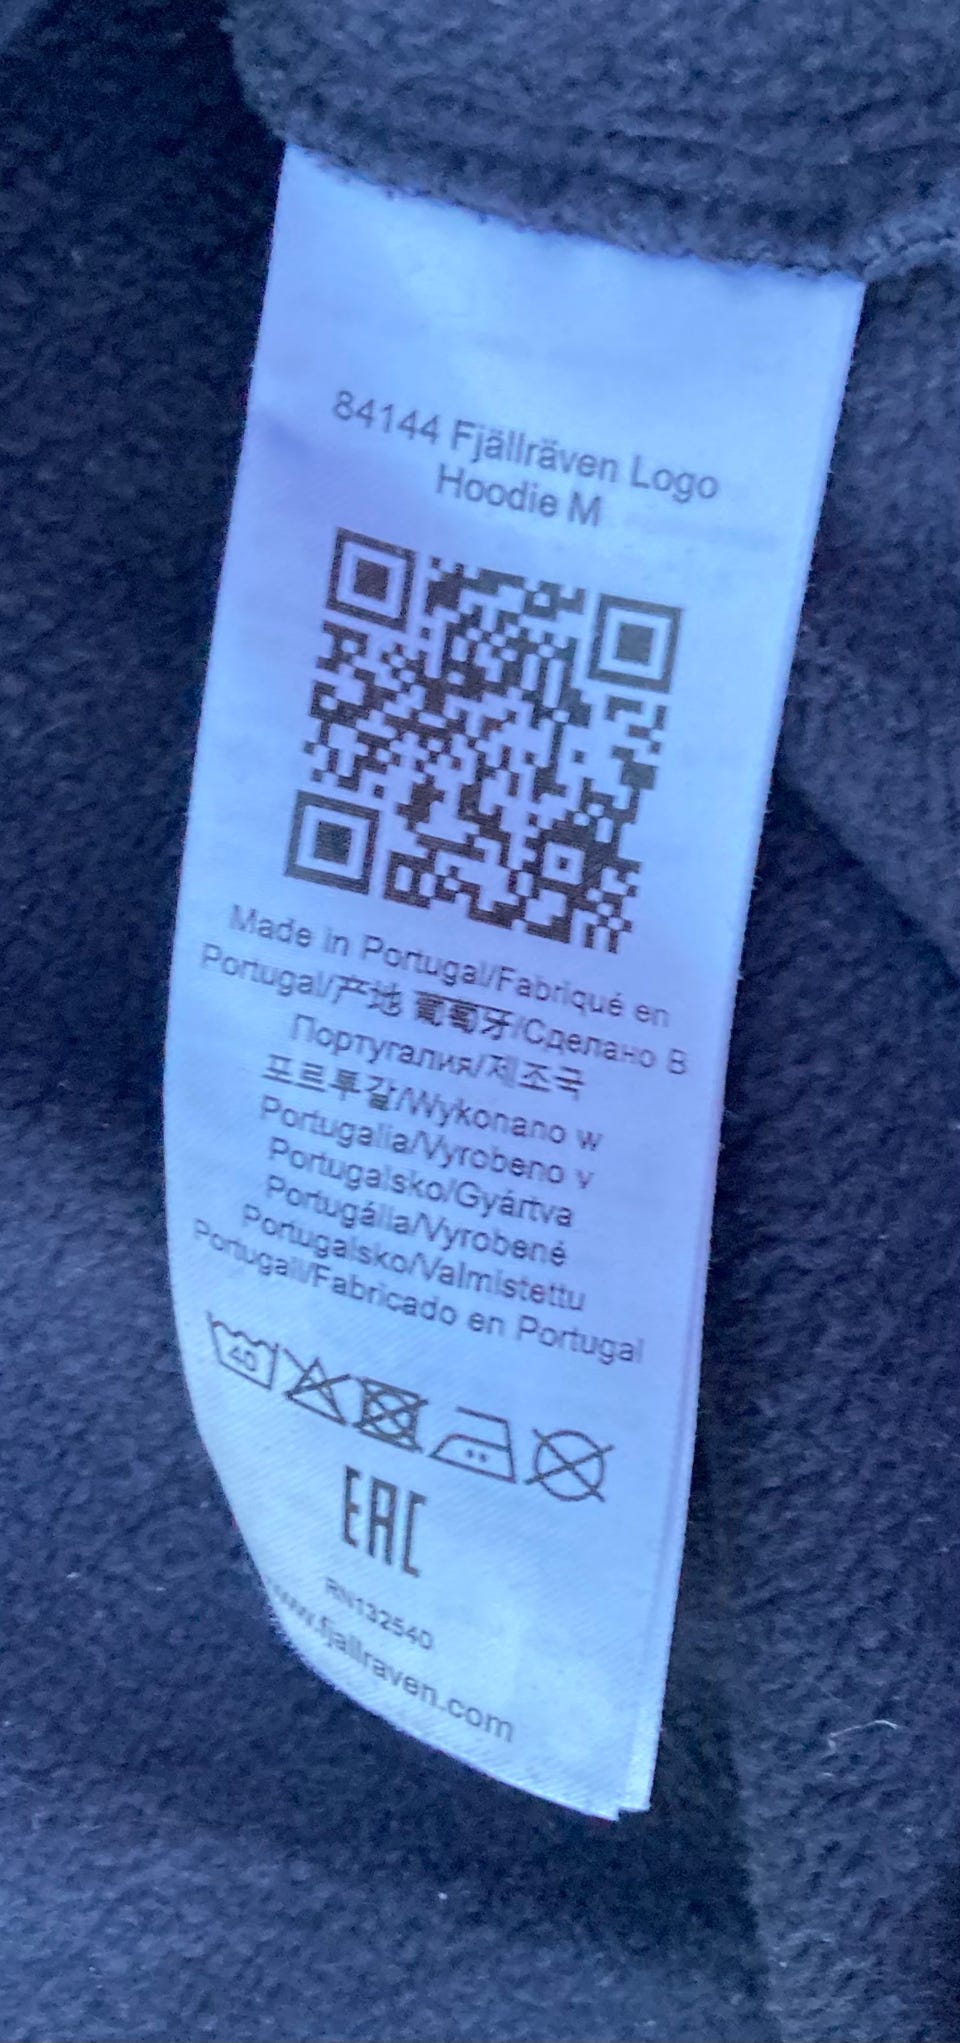 84144 Fjällräven Logo
Hoodie M
Made in Portugal/Fabriqué en
Portugal/产地 葡萄牙/Сделано в
Португалия/제조국
포르투갈/Wykonano w
Portugalia/Vyrobeno v
Portugalsko/Gyártva
Portugália/Vyrobené
Portugalsko/Valmistettu
Portugali/Fabricado en Portugal
40
EAC
RN132540
www.fjallraven.com